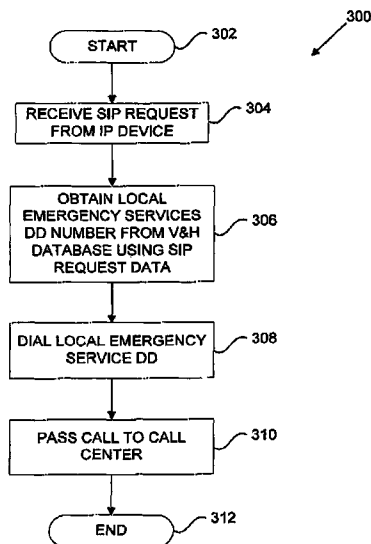 300
START
302
RECEIVE SIP REQUEST
FROM IP DEVICE
304
OBTAIN LOCAL
EMERGENCY SERVICES
DD NUMBER FROM V&H
DATABASE USING SIP
REQUEST DATA
306
DIAL LOCAL EMERGENCY
SERVICE DD
308
PASS CALL TO CALL
CENTER
310
END
312